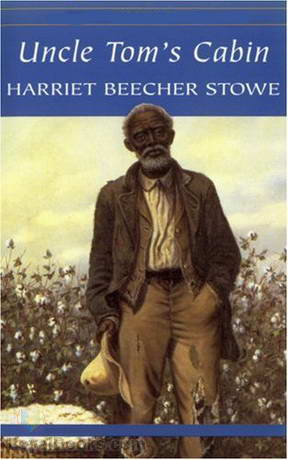 Uncle Tom's Cabin
HARRIET BEECHER STOWE